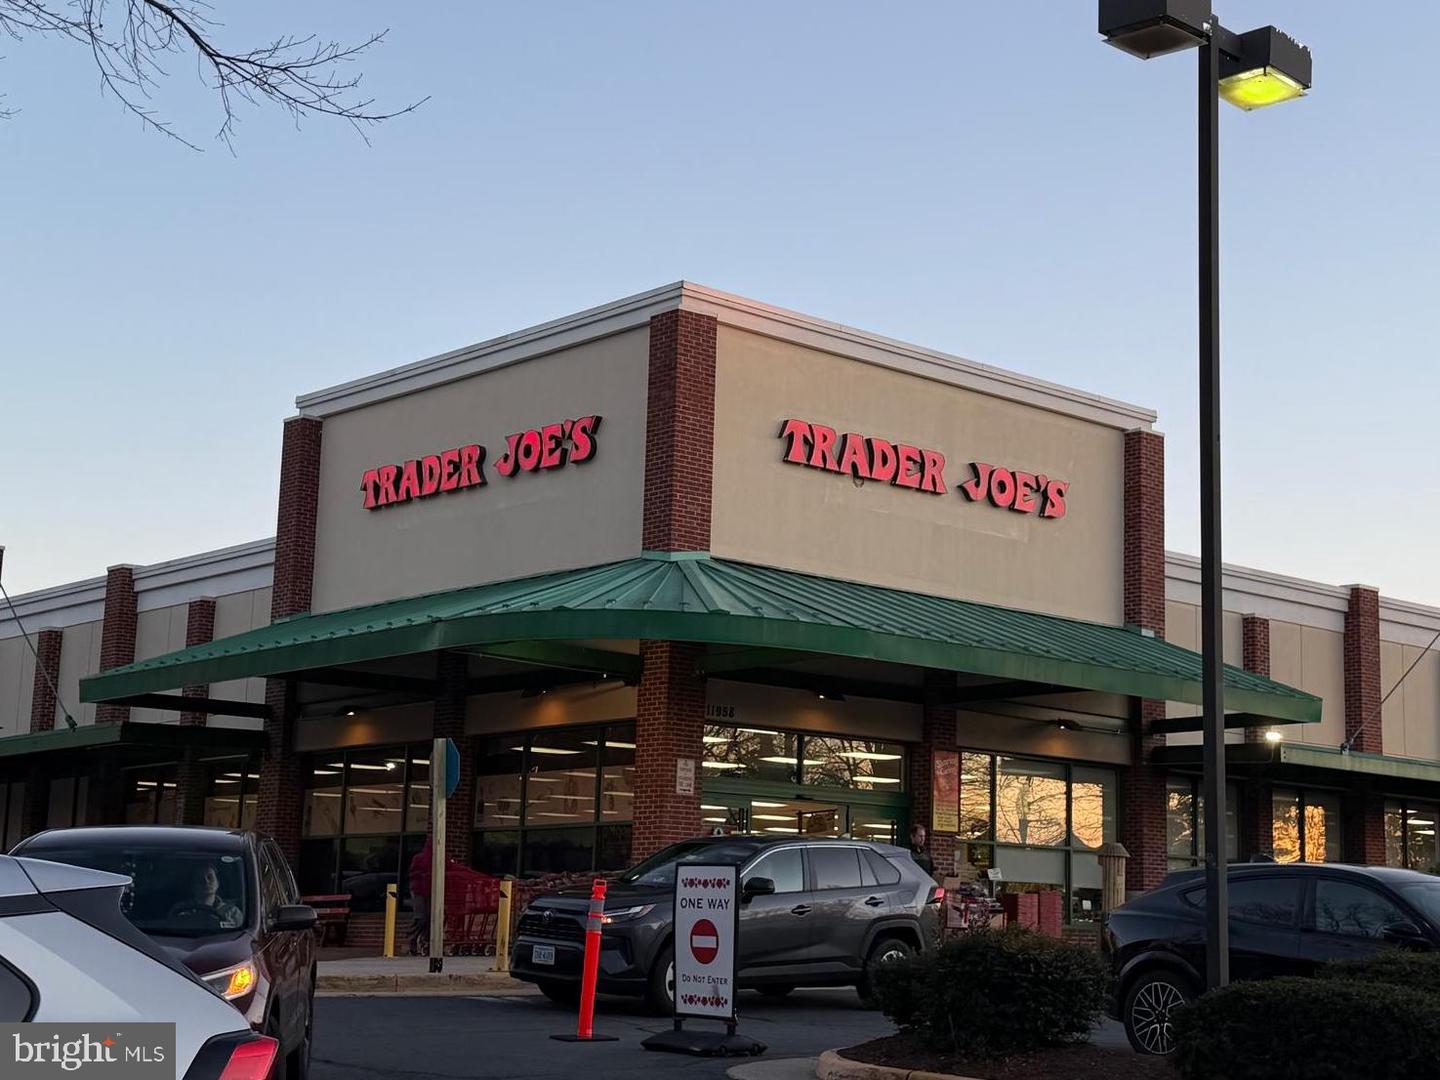 TRADER JOE'S
TRADER JOE'S
11958
ONE WAY
DO NOT ENTER
bright MLS